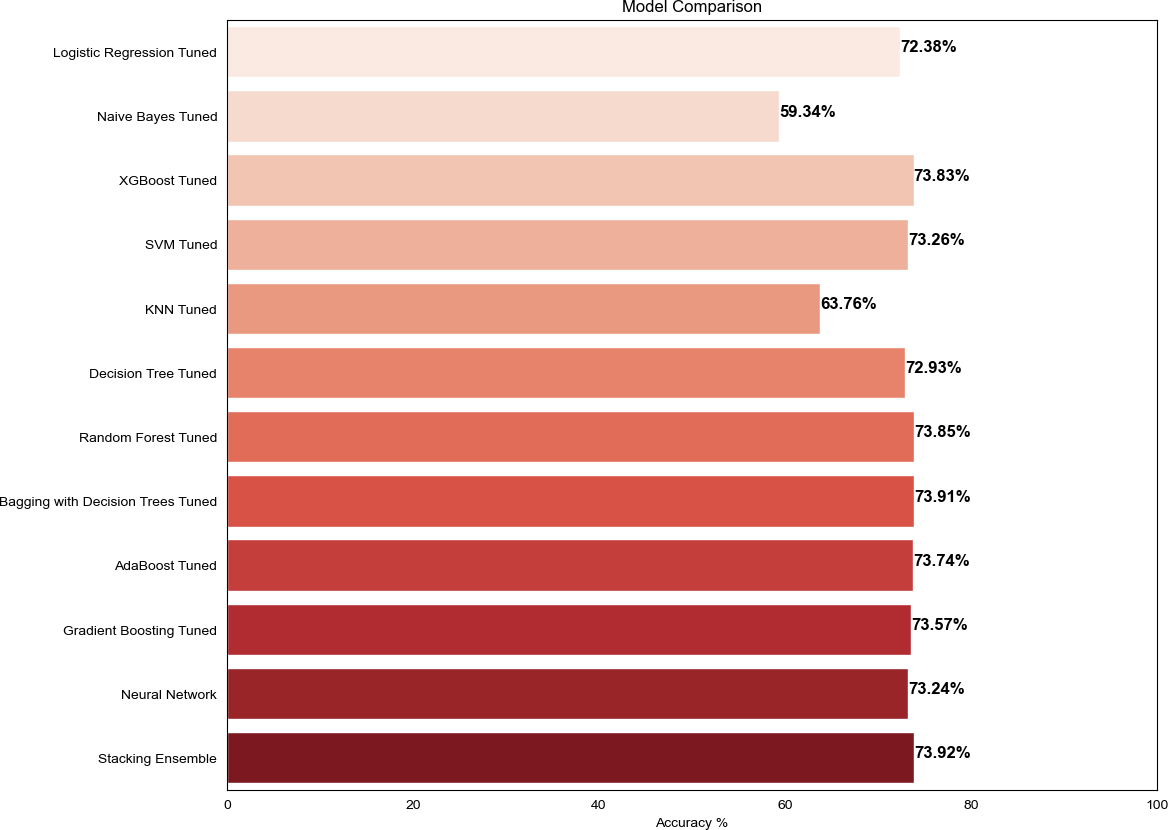 Model Comparison
Logistic Regression Tuned 72.38%
Naive Bayes Tuned 59.34%
XGBoost Tuned 73.83%
SVM Tuned 73.26%
KNN Tuned 63.76%
Decision Tree Tuned 72.93%
Random Forest Tuned 73.85%
Bagging with Decision Trees Tuned 73.91%
AdaBoost Tuned 73.74%
Gradient Boosting Tuned 73.57%
Neural Network 73.24%
Stacking Ensemble 73.92%
0 20 40 60 80 100
Accuracy %